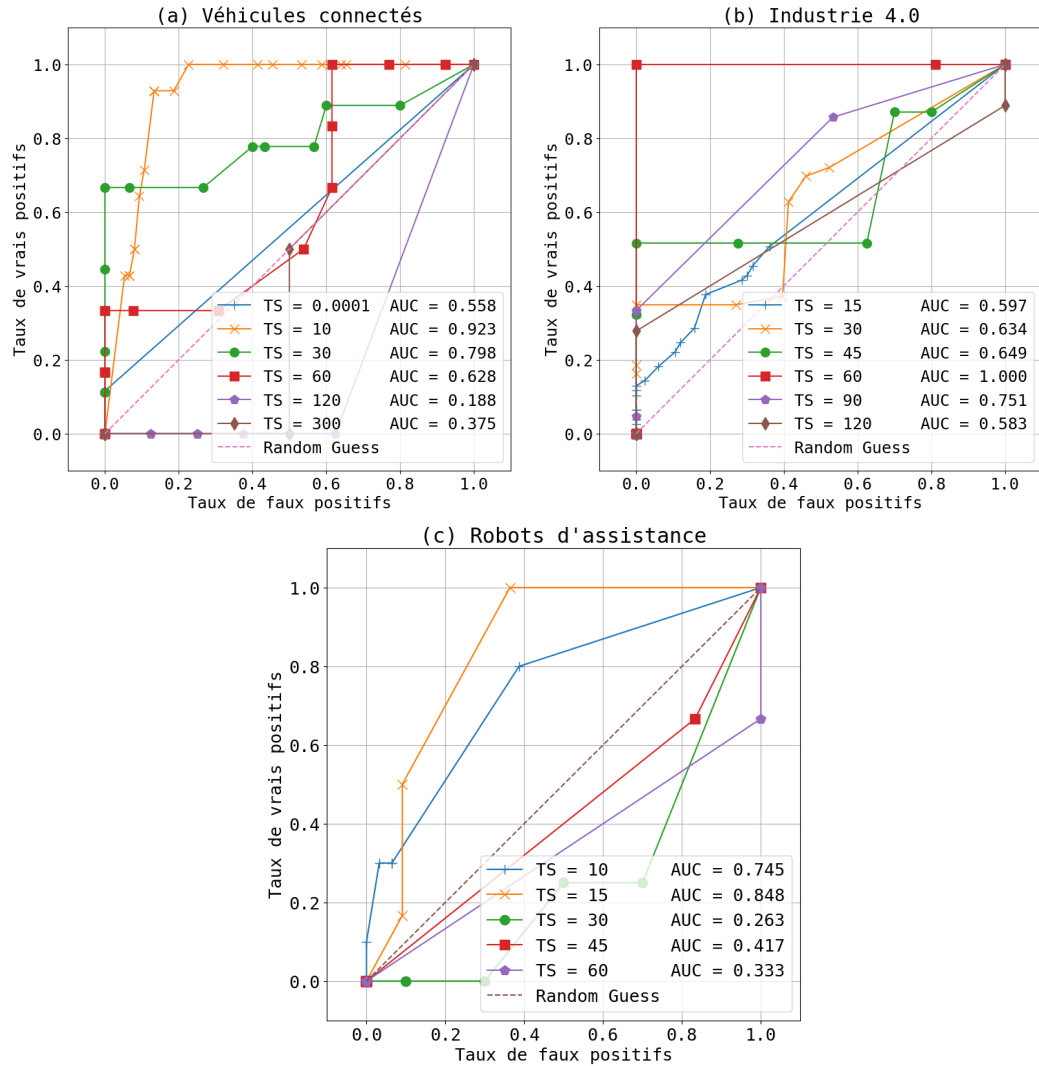 (a) Véhicules connectés
1.0
0.8
0.6
0.4
0.2
0.0
Taux de vrais positifs
TS = 0.0001 AUC = 0.558
TS = 10 AUC = 0.923
TS = 30 AUC = 0.798
TS = 60 AUC = 0.628
TS = 120 AUC = 0.188
TS = 300 AUC = 0.375
Random Guess
0.0 0.2 0.4 0.6 0.8 1.0
Taux de faux positifs
(b) Industrie 4.0
1.0
0.8
0.6
0.4
0.2
0.0
Taux de vrais positifs
TS = 15 AUC = 0.597
TS = 30 AUC = 0.634
TS = 45 AUC = 0.649
TS = 60 AUC = 1.000
TS = 90 AUC = 0.751
TS = 120 AUC = 0.583
Random Guess
0.0 0.2 0.4 0.6 0.8 1.0
Taux de faux positifs
(c) Robots d'assistance
1.0
0.8
0.6
0.4
0.2
0.0
Taux de vrais positifs
TS = 10 AUC = 0.745
TS = 15 AUC = 0.848
TS = 30 AUC = 0.263
TS = 45 AUC = 0.417
TS = 60 AUC = 0.333
Random Guess
0.0 0.2 0.4 0.6 0.8 1.0
Taux de faux positifs